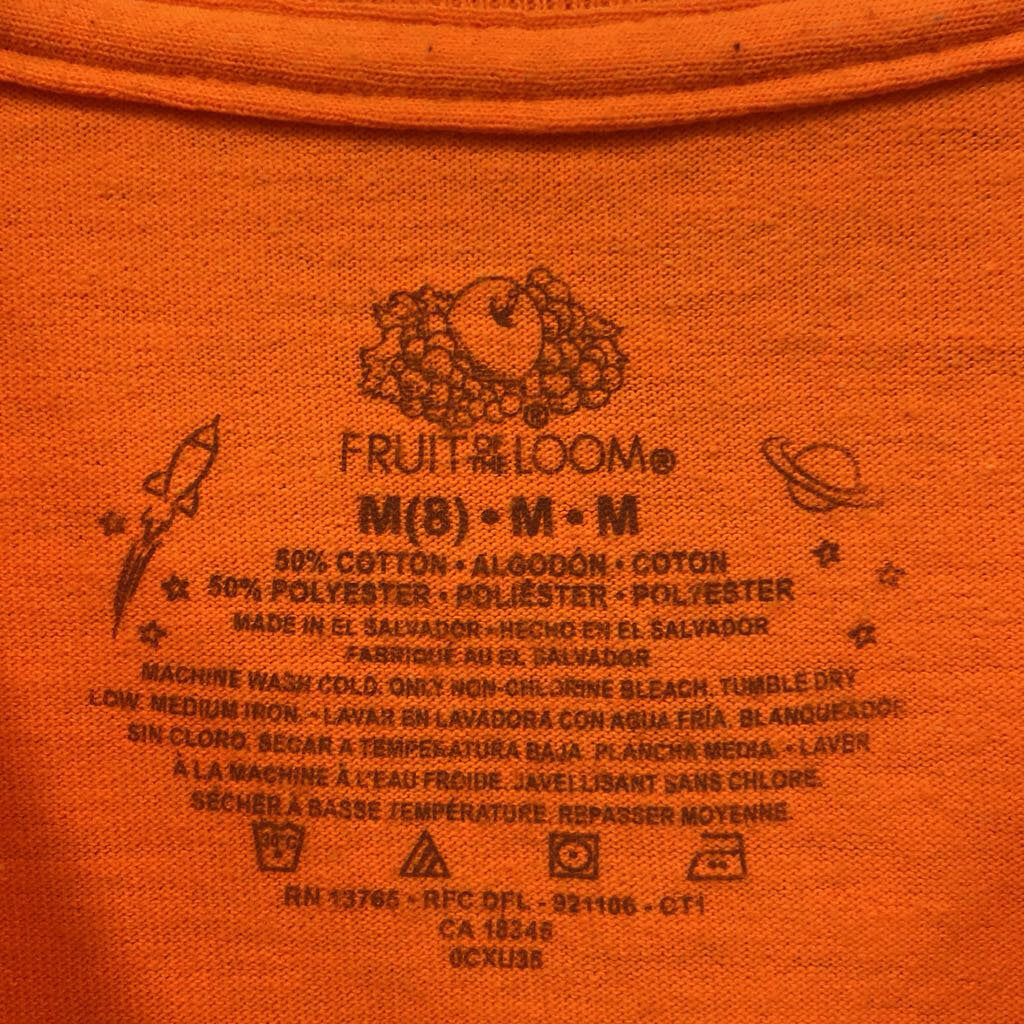 FRUIT OF THE LOOM®
M(8) • M • M
50% COTTON • ALGODÓN • COTON
50% POLYESTER • POLIÉSTER • POLYESTER
MADE IN EL SALVADOR • HECHO EN EL SALVADOR
FABRIQUÉ AU EL SALVADOR
MACHINE WASH COLD. ONLY NON-CHLORINE BLEACH. TUMBLE DRY
LOW. MEDIUM IRON. • LAVAR EN LAVADORA CON AGUA FRÍA. BLANQUEADOR
SIN CLORO. SECAR A TEMPERATURA BAJA. PLANCHA MEDIA. • LAVER
À LA MACHINE À L'EAU FROIDE. JAVELLISANT SANS CHLORE.
SÉCHER À BASSE TEMPÉRATURE. REPASSER MOYENNE.
RN 13765 • RFC DFL - 921106 - CT1
CA 18346